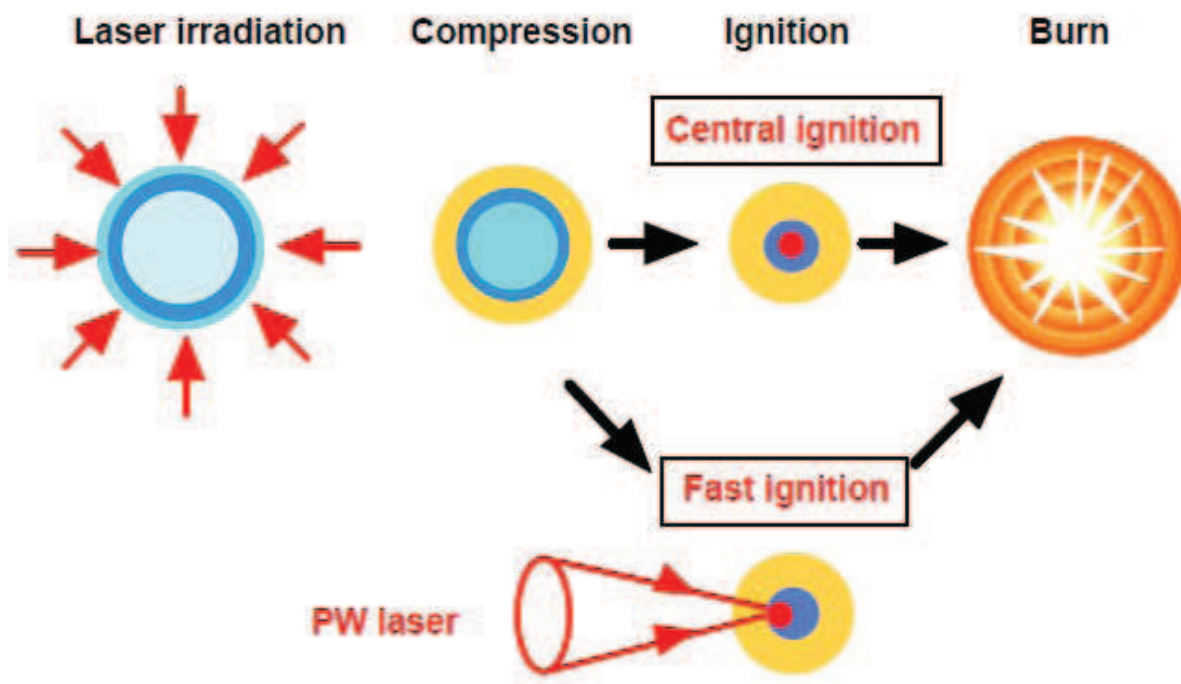 Laser irradiation
Compression
Ignition
Burn
Central ignition
Fast ignition
PW laser